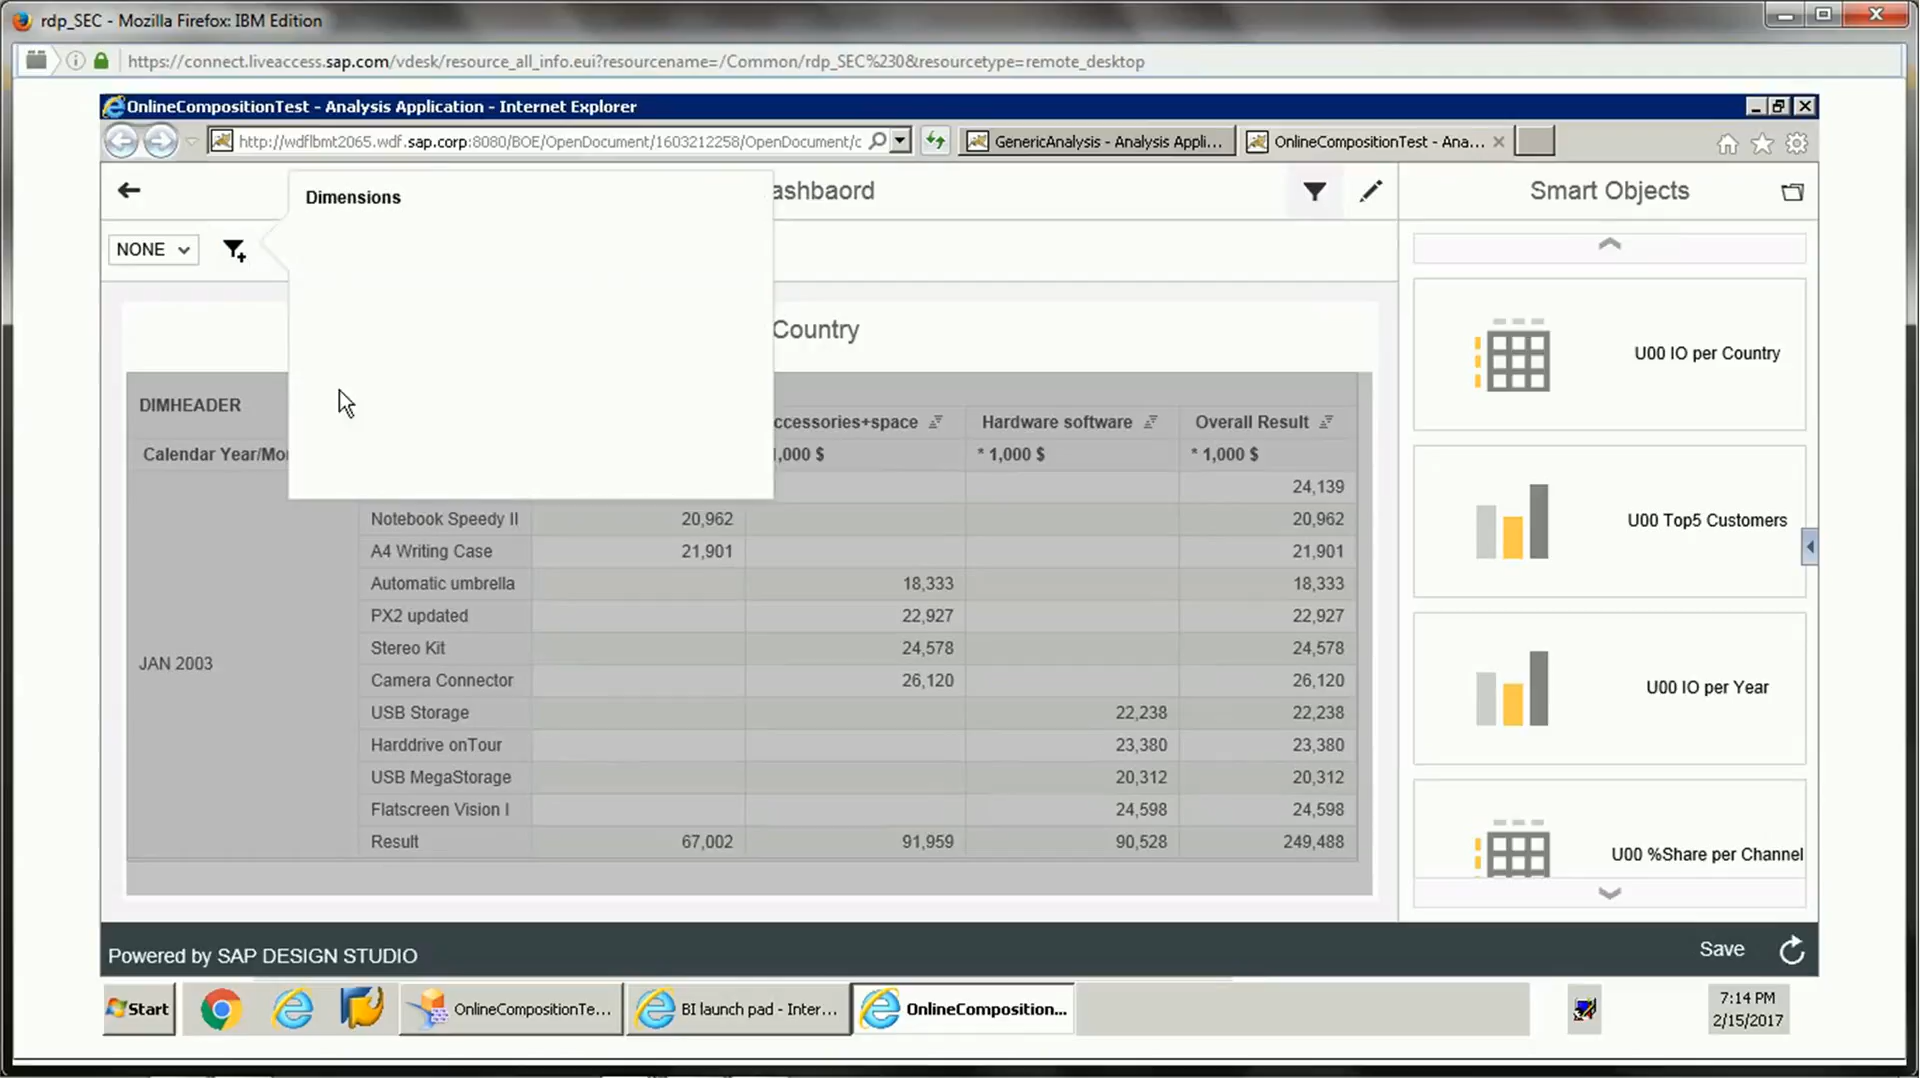 rdp_SEC - Mozilla Firefox: IBM Edition
https://connect.liveaccess.sap.com/vdesk/resource_all_info.eui?resourcename=/Common/rdp_SEC%230&resourcetype=remote_desktop
OnlineCompositionTest - Analysis Application - Internet Explorer
http://wdflbmt2065.wdf.sap.corp:8080/BOE/OpenDocument/1603212258/OpenDocument/c
GenericAnalysis - Analysis Appli...
OnlineCompositionTest - Ana...
Dimensions
ashbaord
Smart Objects
NONE
Country
DIMHEADER
ccessories+space
Hardware software
Overall Result
Calendar Year/Mo
,000 $
* 1,000 $
* 1,000 $
24,139
Notebook Speedy II 20,962 20,962
A4 Writing Case 21,901 21,901
Automatic umbrella 18,333 18,333
PX2 updated 22,927 22,927
Stereo Kit 24,578 24,578
JAN 2003
Camera Connector 26,120 26,120
USB Storage 22,238 22,238
Harddrive onTour 23,380 23,380
USB MegaStorage 20,312 20,312
Flatscreen Vision I 24,598 24,598
Result 67,002 91,959 90,528 249,488
U00 IO per Country
U00 Top5 Customers
U00 IO per Year
U00 %Share per Channel
Powered by SAP DESIGN STUDIO
Save
Start
OnlineCompositionTe...
BI launch pad - Inter...
OnlineComposition...
7:14 PM
2/15/2017